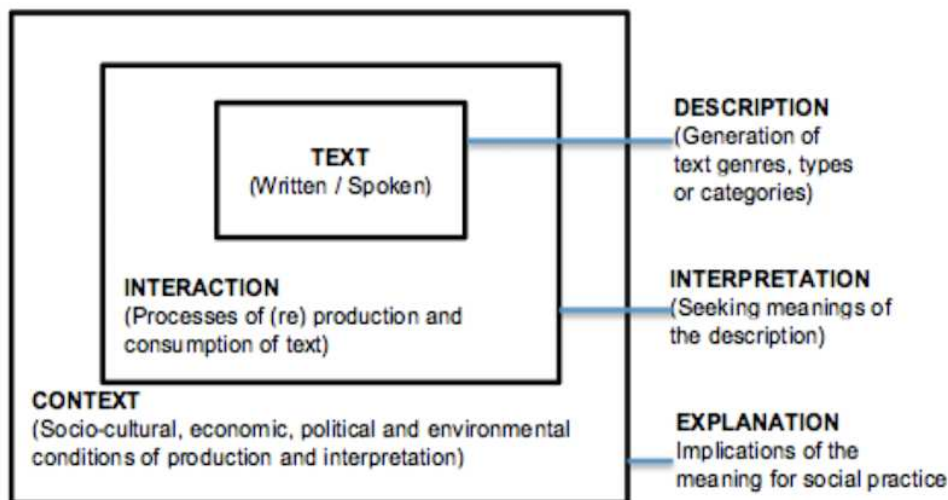 TEXT
(Written / Spoken)
INTERACTION
(Processes of (re) production and
consumption of text)
CONTEXT
(Socio-cultural, economic, political and environmental
conditions of production and interpretation)
DESCRIPTION
(Generation of
text genres, types
or categories)
INTERPRETATION
(Seeking meanings of
the description)
EXPLANATION
Implications of the
meaning for social practice